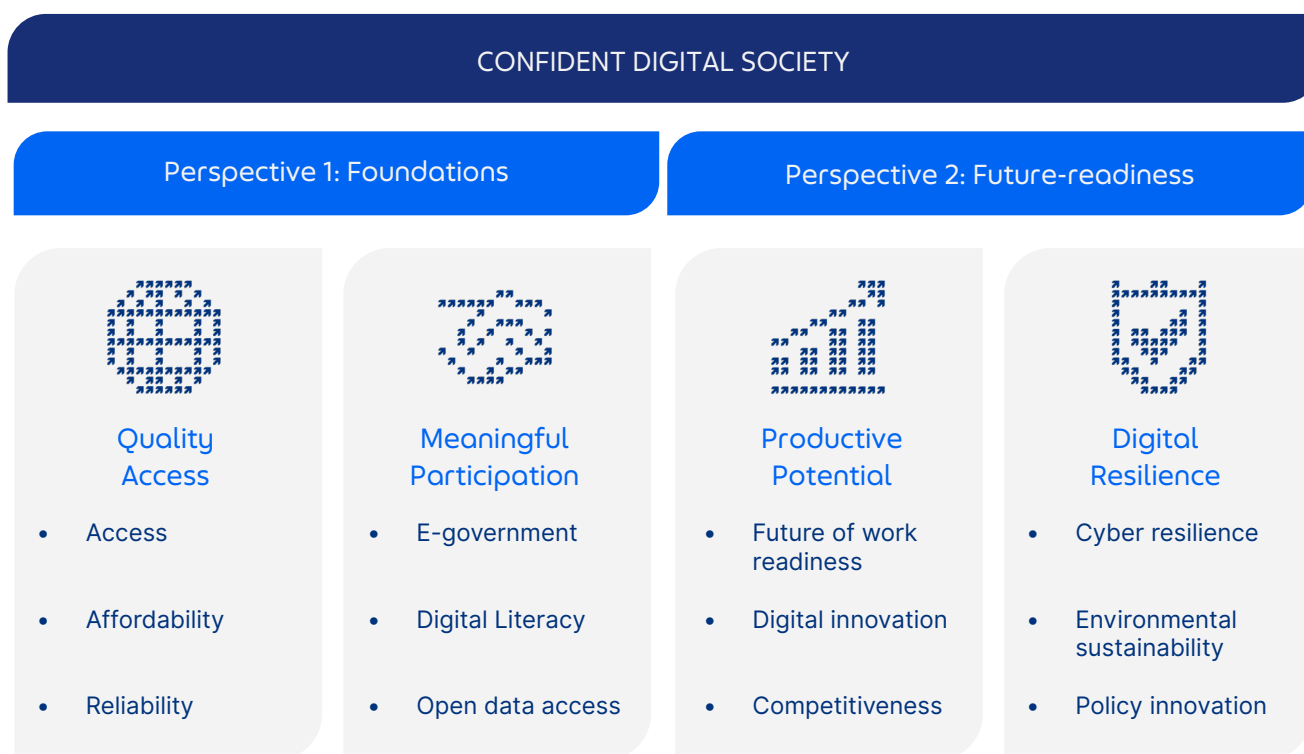 CONFIDENT DIGITAL SOCIETY
Perspective 1: Foundations
Perspective 2: Future-readiness
Quality
Access
• Access
• Affordability
• Reliability
Meaningful
Participation
• E-government
• Digital Literacy
• Open data access
Productive
Potential
• Future of work
readiness
• Digital innovation
• Competitiveness
Digital
Resilience
• Cyber resilience
• Environmental
sustainability
• Policy innovation